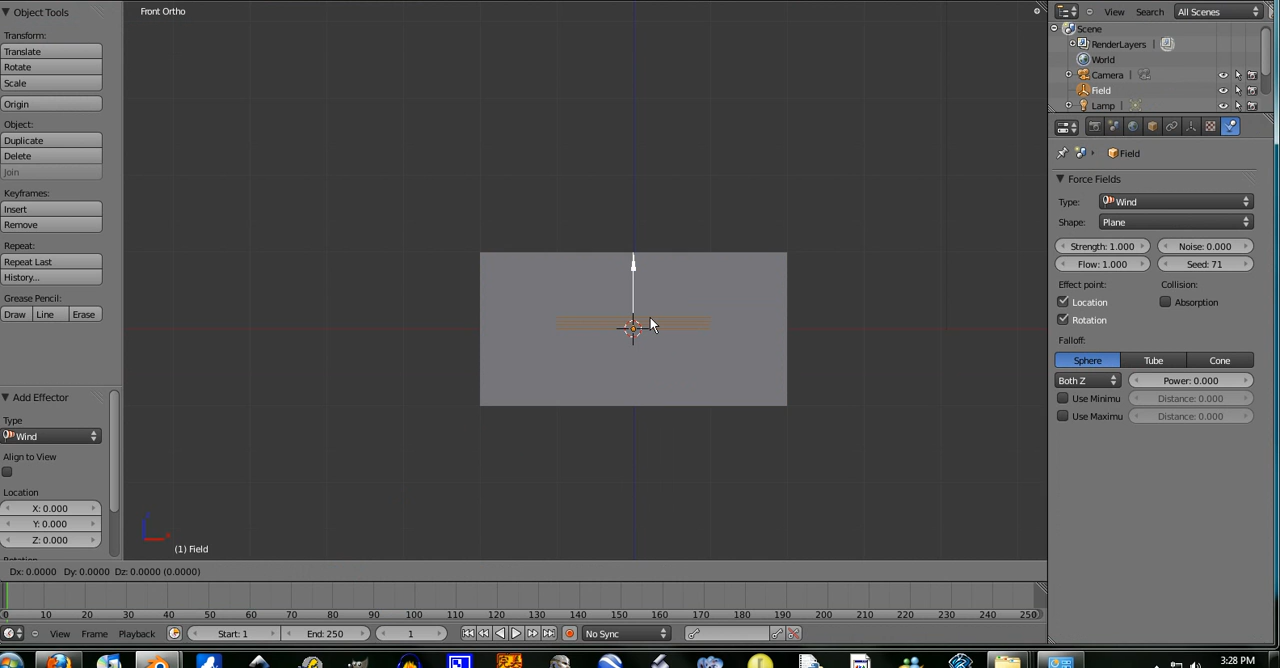 Object Tools
Transform:
Translate
Rotate
Scale
Origin
Object:
Duplicate
Delete
Join
Keyframes:
Insert
Remove
Repeat:
Repeat Last
History...
Grease Pencil:
Draw Line Erase
Add Effector
Type
Wind
Align to View
Location
X: 0.000
Y: 0.000
Z: 0.000
Front Ortho
(1) Field
Dx: 0.0000 Dy: 0.0000 Dz: 0.0000 (0.0000)
0 10 20 30 40 50 60 70 80 90 100 110 120 130 140 150 160 170 180 190 200 210 220 230 240 250
View Frame Playback Start: 1 End: 250 1 No Sync
View Search All Scenes
Scene
RenderLayers
World
Camera
Field
Lamp
Field
Force Fields
Type: Wind
Shape: Plane
Strength: 1.000 Noise: 0.000
Flow: 1.000 Seed: 71
Effect point: Collision:
Location Absorption
Rotation
Falloff:
Sphere Tube Cone
Both Z Power: 0.000
Use Minimu Distance: 0.000
Use Maximu Distance: 0.000
3:28 PM